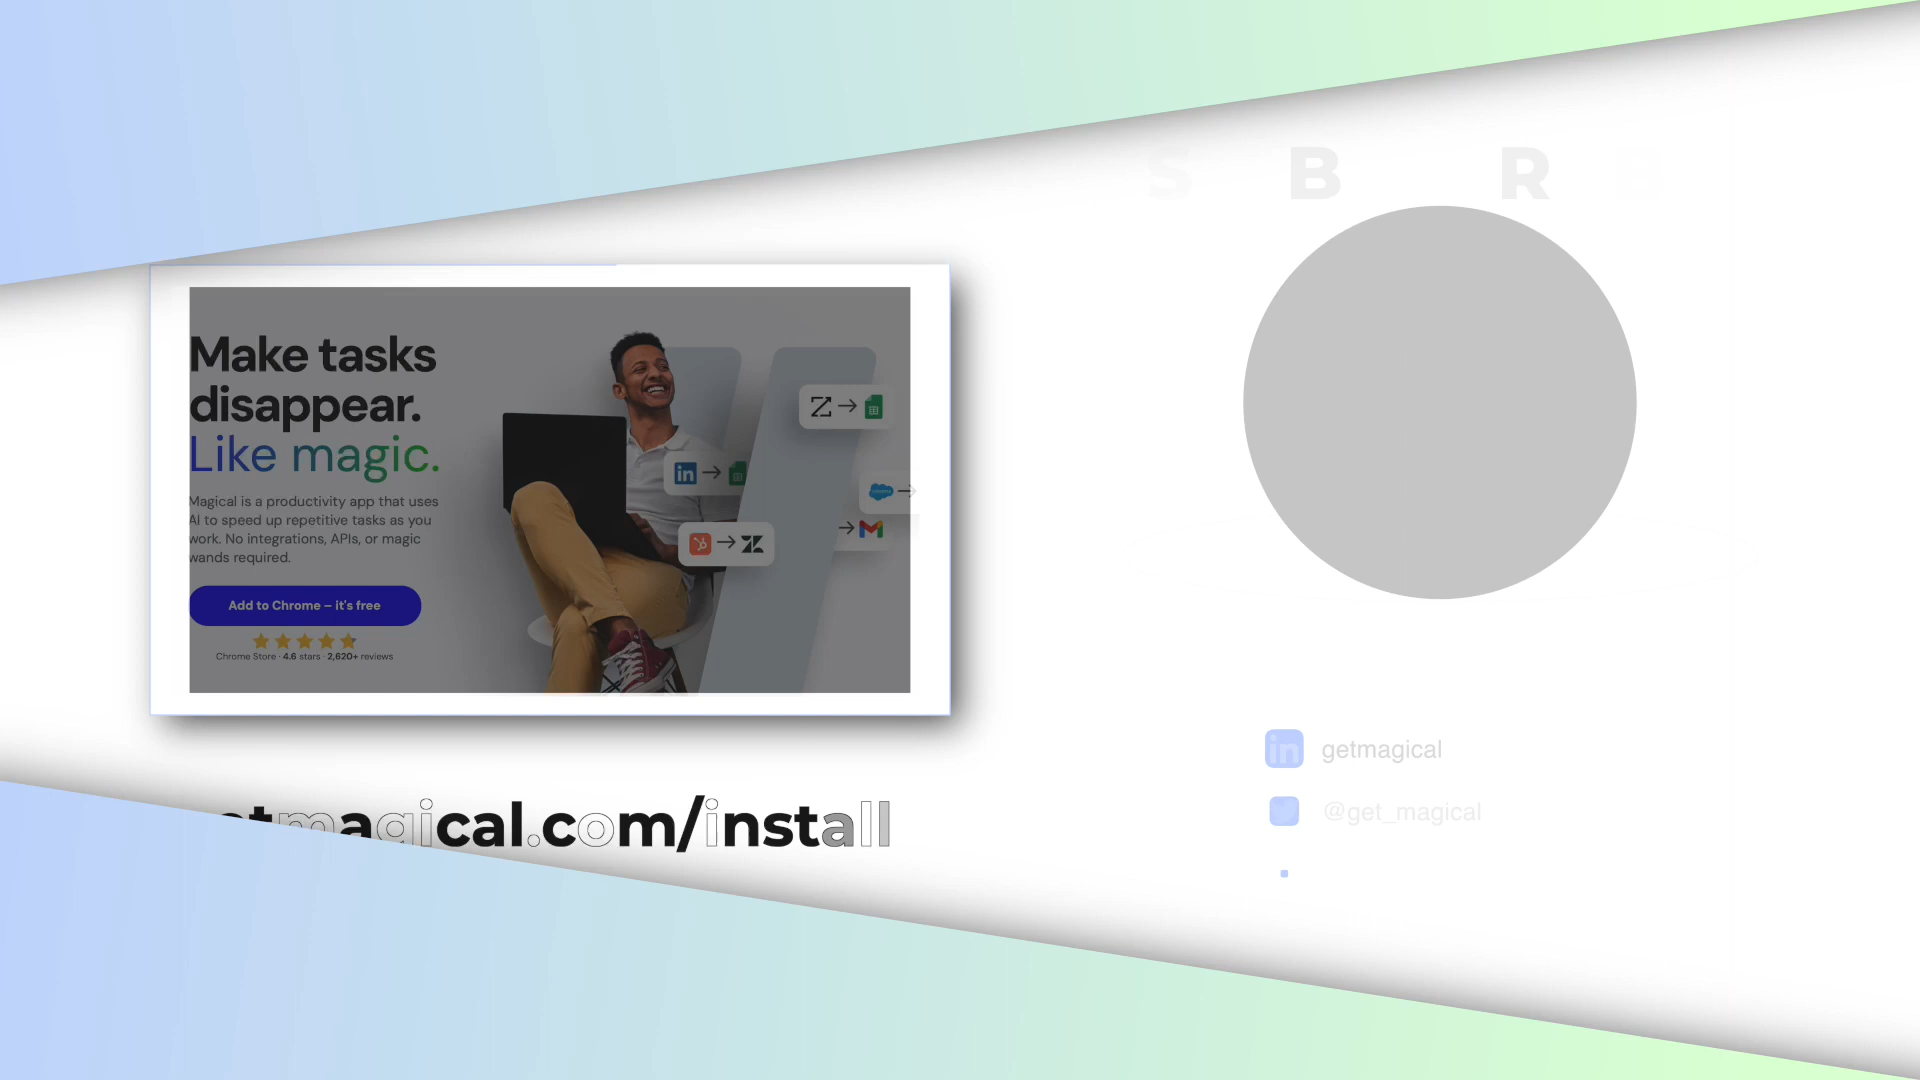 Make tasks
disappear.
Like magic.
Magical is a productivity app that uses
AI to speed up repetitive tasks as you
work. No integrations, APIs, or magic
wands required.
Add to Chrome – it's free
Chrome Store · 4.6 stars · 2,620+ reviews
etmagical.com/install
S B R B
in getmagical
@get_magical